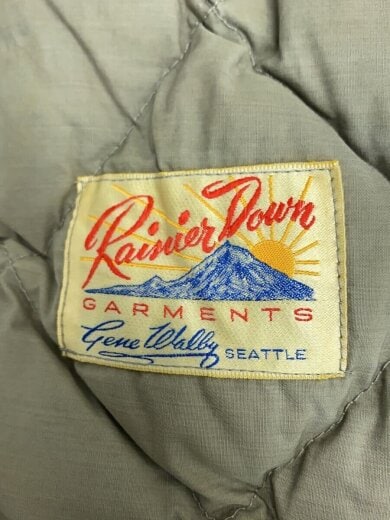 Rainier Down
GARMENTS
Gene Walby SEATTLE